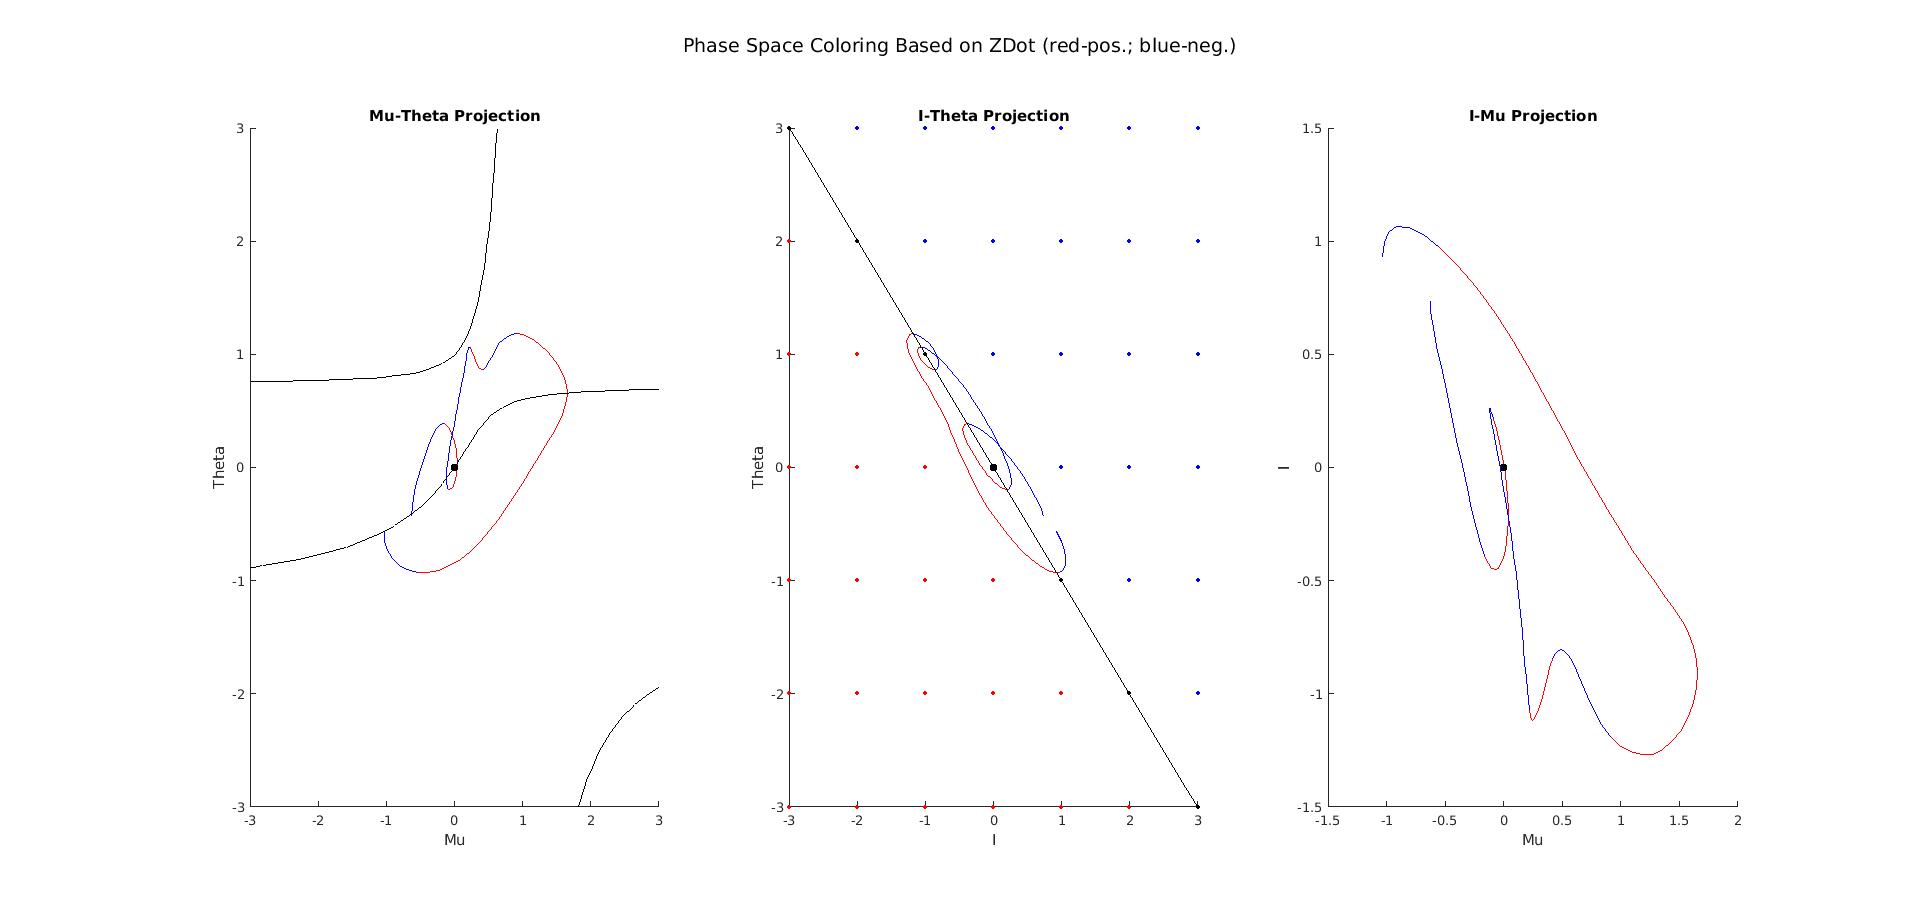 Phase Space Coloring Based on ZDot (red-pos.; blue-neg.)
Mu-Theta Projection
3
2
1
0
-1
-2
-3
Theta
-3 -2 -1 0 1 2 3
Mu
I-Theta Projection
3
2
1
0
-1
-2
-3
Theta
-3 -2 -1 0 1 2 3
I
I-Mu Projection
1.5
1
0.5
0
-0.5
-1
-1.5
I
-1.5 -1 -0.5 0 0.5 1 1.5 2
Mu